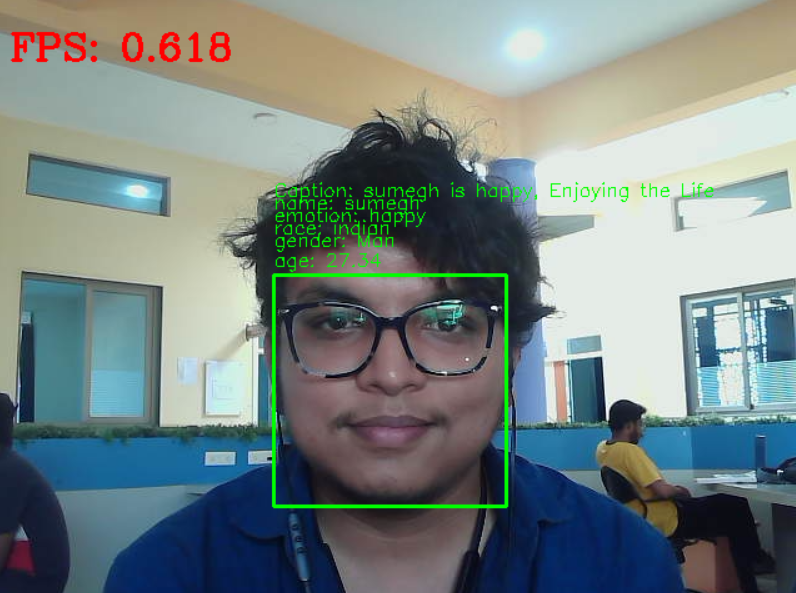 FPS: 0.618
Caption: sumegh is happy, Enjoying the Life
name: sumegh
emotion: happy
race: indian
gender: Man
age: 27.34